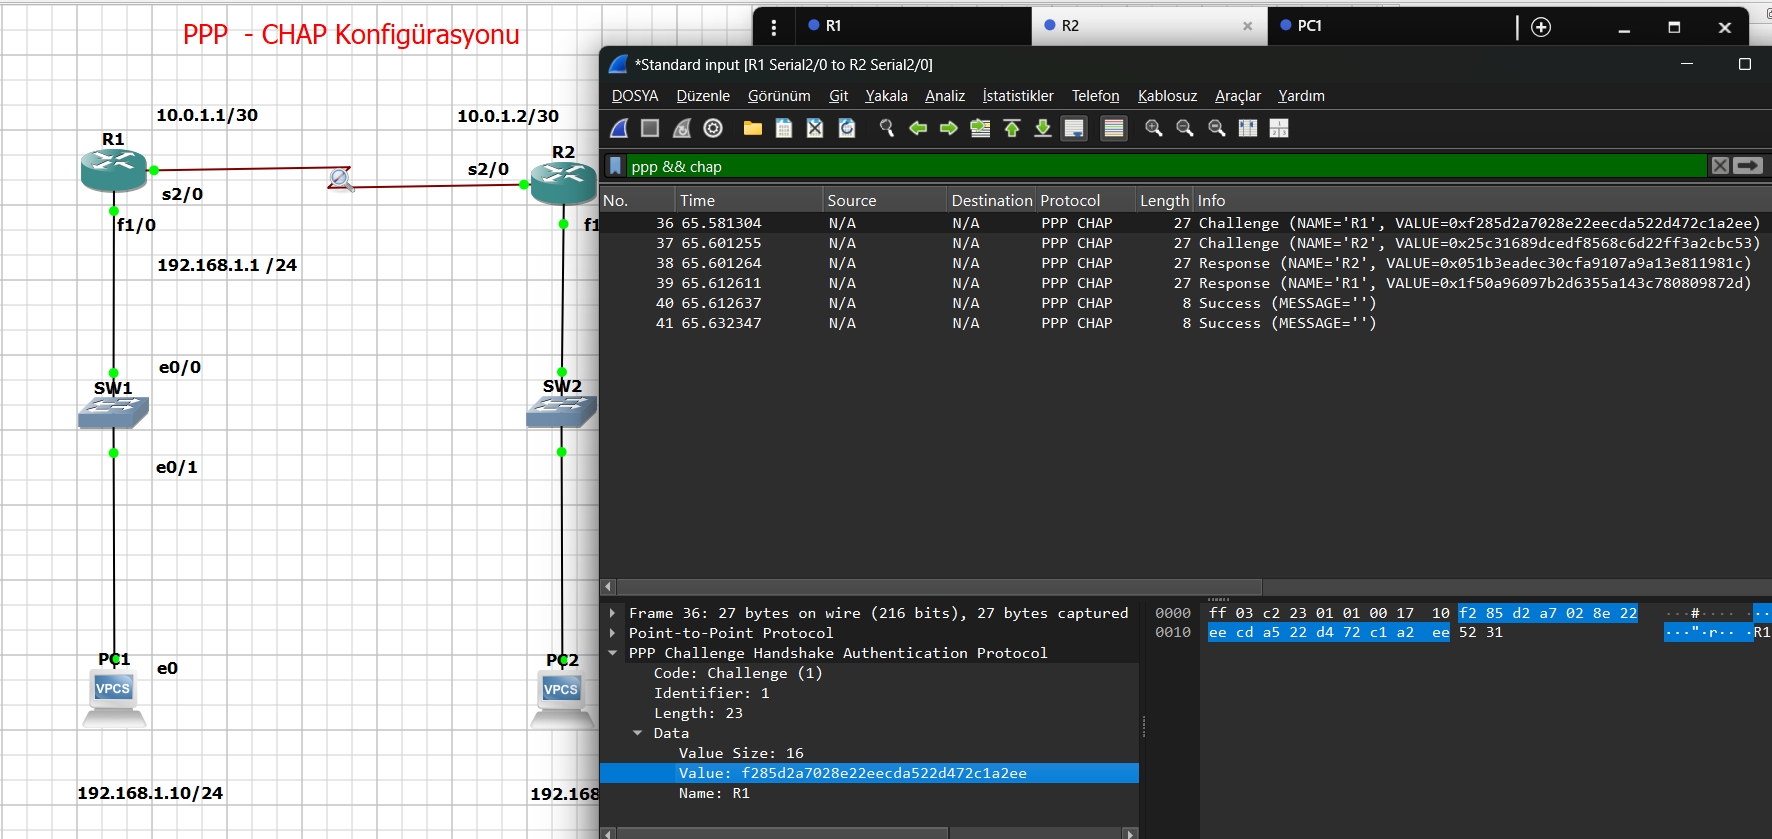 PPP - CHAP Konfigürasyonu
10.0.1.1/30
10.0.1.2/30
R1
R2
s2/0
s2/0
f1/0
f1
192.168.1.1 /24
e0/0
SW1
SW2
e0/1
PC1
e0
PC2
VPCS
VPCS
192.168.1.10/24
192.168
R1
R2
PC1
*Standard input [R1 Serial2/0 to R2 Serial2/0]
DOSYA Düzenle Görünüm Git Yakala Analiz İstatistikler Telefon Kablosuz Araçlar Yardım
ppp && chap
No. Time Source Destination Protocol Length Info
36 65.581304 N/A N/A PPP CHAP 27 Challenge (NAME='R1', VALUE=0xf285d2a7028e22eecda522d472c1a2ee)
37 65.601255 N/A N/A PPP CHAP 27 Challenge (NAME='R2', VALUE=0x25c31689dcedf8568c6d22ff3a2cbc53)
38 65.601264 N/A N/A PPP CHAP 27 Response (NAME='R2', VALUE=0x051b3eadec30cfa9107a9a13e811981c)
39 65.612611 N/A N/A PPP CHAP 27 Response (NAME='R1', VALUE=0x1f50a96097b2d6355a143c780809872d)
40 65.612637 N/A N/A PPP CHAP 8 Success (MESSAGE='')
41 65.632347 N/A N/A PPP CHAP 8 Success (MESSAGE='')
Frame 36: 27 bytes on wire (216 bits), 27 bytes captured
Point-to-Point Protocol
PPP Challenge Handshake Authentication Protocol
Code: Challenge (1)
Identifier: 1
Length: 23
Data
Value Size: 16
Value: f285d2a7028e22eecda522d472c1a2ee
Name: R1
0000 ff 03 c2 23 01 01 00 17 10 f2 85 d2 a7 02 8e 22 ···#···· ···
0010 ee cd a5 22 d4 72 c1 a2 ee 52 31 ···"·r·· ·R1